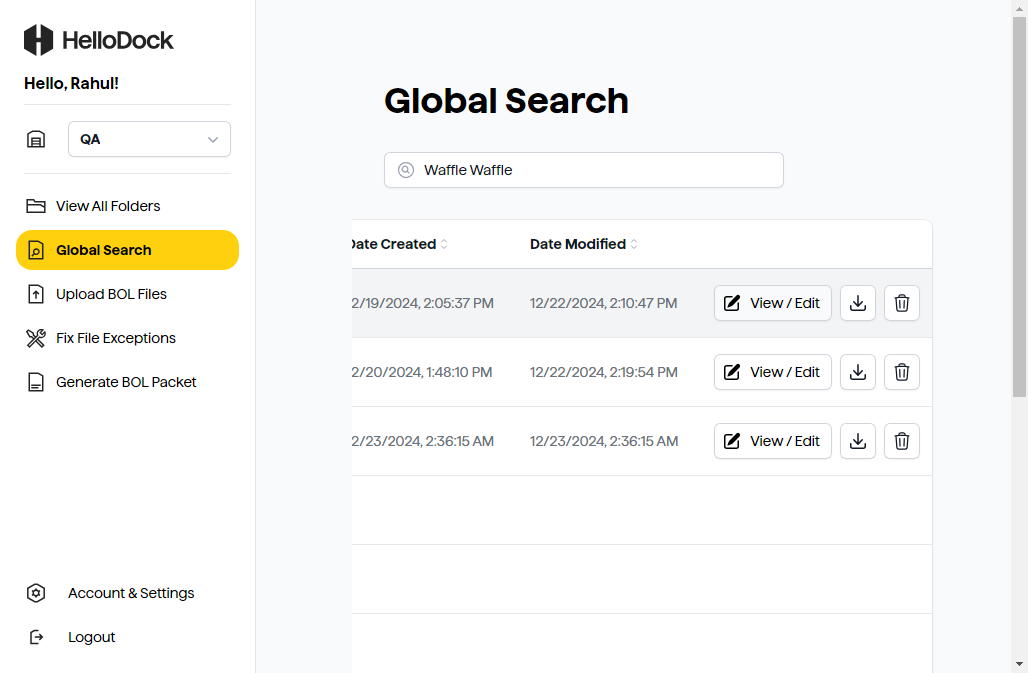 HelloDock
Hello, Rahul!
QA
View All Folders
Global Search
Upload BOL Files
Fix File Exceptions
Generate BOL Packet
Account & Settings
Logout
Global Search
Waffle Waffle
Date Created Date Modified
2/19/2024, 2:05:37 PM 12/22/2024, 2:10:47 PM View / Edit
2/20/2024, 1:48:10 PM 12/22/2024, 2:19:54 PM View / Edit
2/23/2024, 2:36:15 AM 12/23/2024, 2:36:15 AM View / Edit